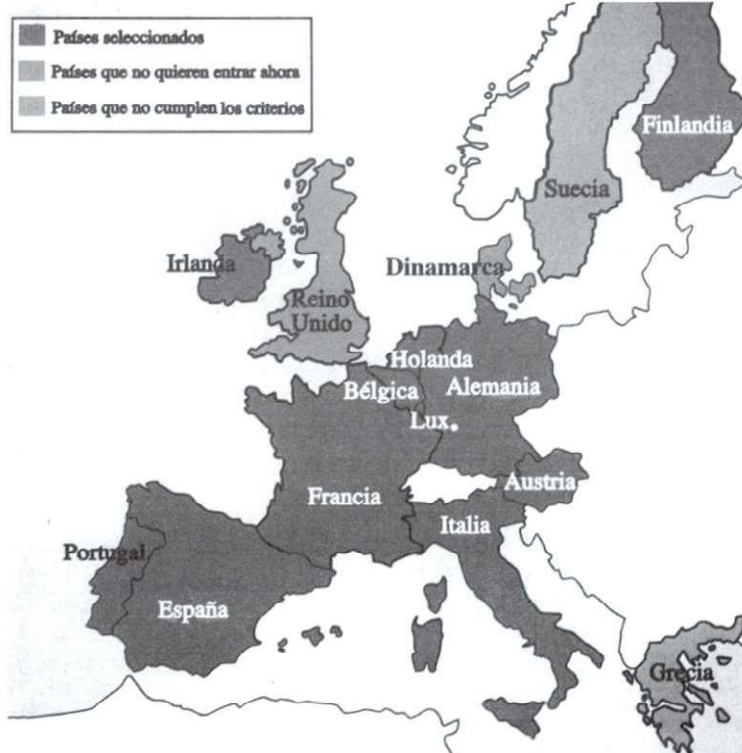 Países seleccionados
Países que no quieren entrar ahora
Países que no cumplen los criterios
Finlandia
Suecia
Irlanda
Dinamarca
Reino
Unido
Holanda
Bélgica
Alemania
Lux.
Austria
Francia
Italia
Portugal
España
Grecia